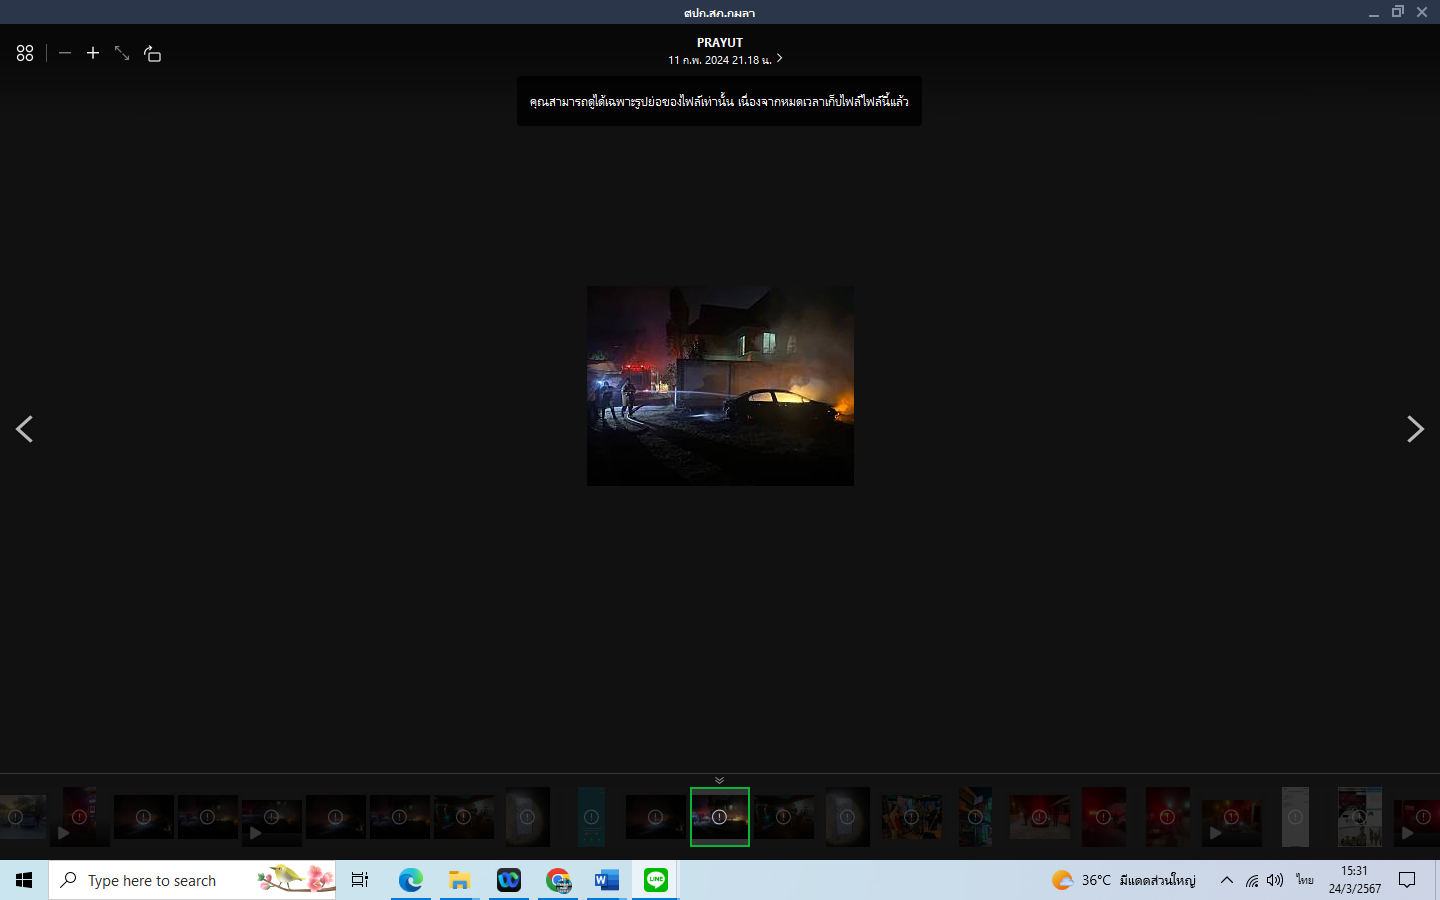 ศปก.สภ.กมลา
PRAYUT
11 ก.พ. 2024 21.18 น.
คุณสามารถดูได้เฉพาะรูปย่อของไฟล์เท่านั้น เนื่องจากหมดเวลาเก็บไฟล์ไฟล์นี้แล้ว
Type here to search
36°C มีแดดส่วนใหญ่
ไทย
15:31
24/3/2567
LINE